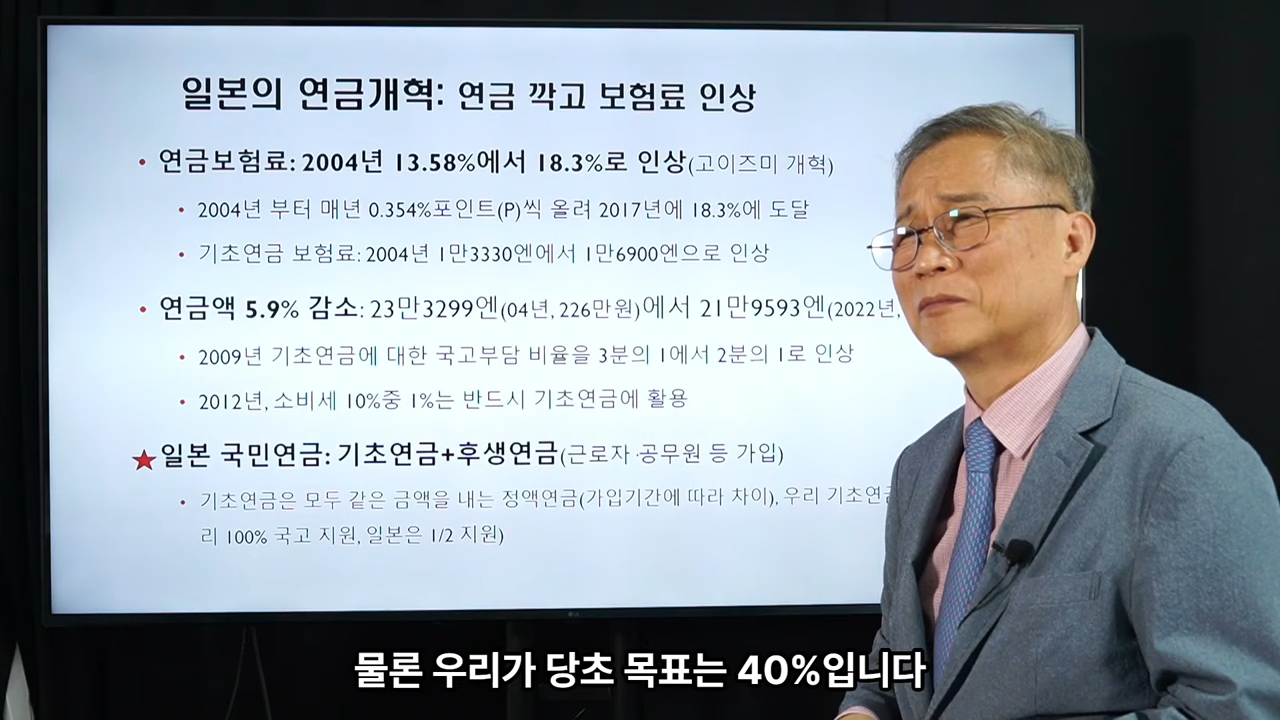 일본의 연금개혁: 연금 깍고 보험료 인상
• 연금보험료: 2004년 13.58%에서 18.3%로 인상(고이즈미 개혁)
• 2004년 부터 매년 0.354%포인트(P)씩 올려 2017년에 18.3%에 도달
• 기초연금 보험료: 2004년 1만3330엔에서 1만6900엔으로 인상
• 연금액 5.9% 감소: 23만3299엔(04년, 226만원)에서 21만9593엔(2022년,
• 2009년 기초연금에 대한 국고부담 비율을 3분의 1에서 2분의 1로 인상
• 2012년, 소비세 10%중 1%는 반드시 기초연금에 활용
★일본 국민연금: 기초연금+후생연금(근로자·공무원 등 가입)
• 기초연금은 모두 같은 금액을 내는 정액연금(가입기간에 따라 차이), 우리 기초연금
리 100% 국고 지원, 일본은 1/2 지원)
LG
물론 우리가 당초 목표는 40%입니다